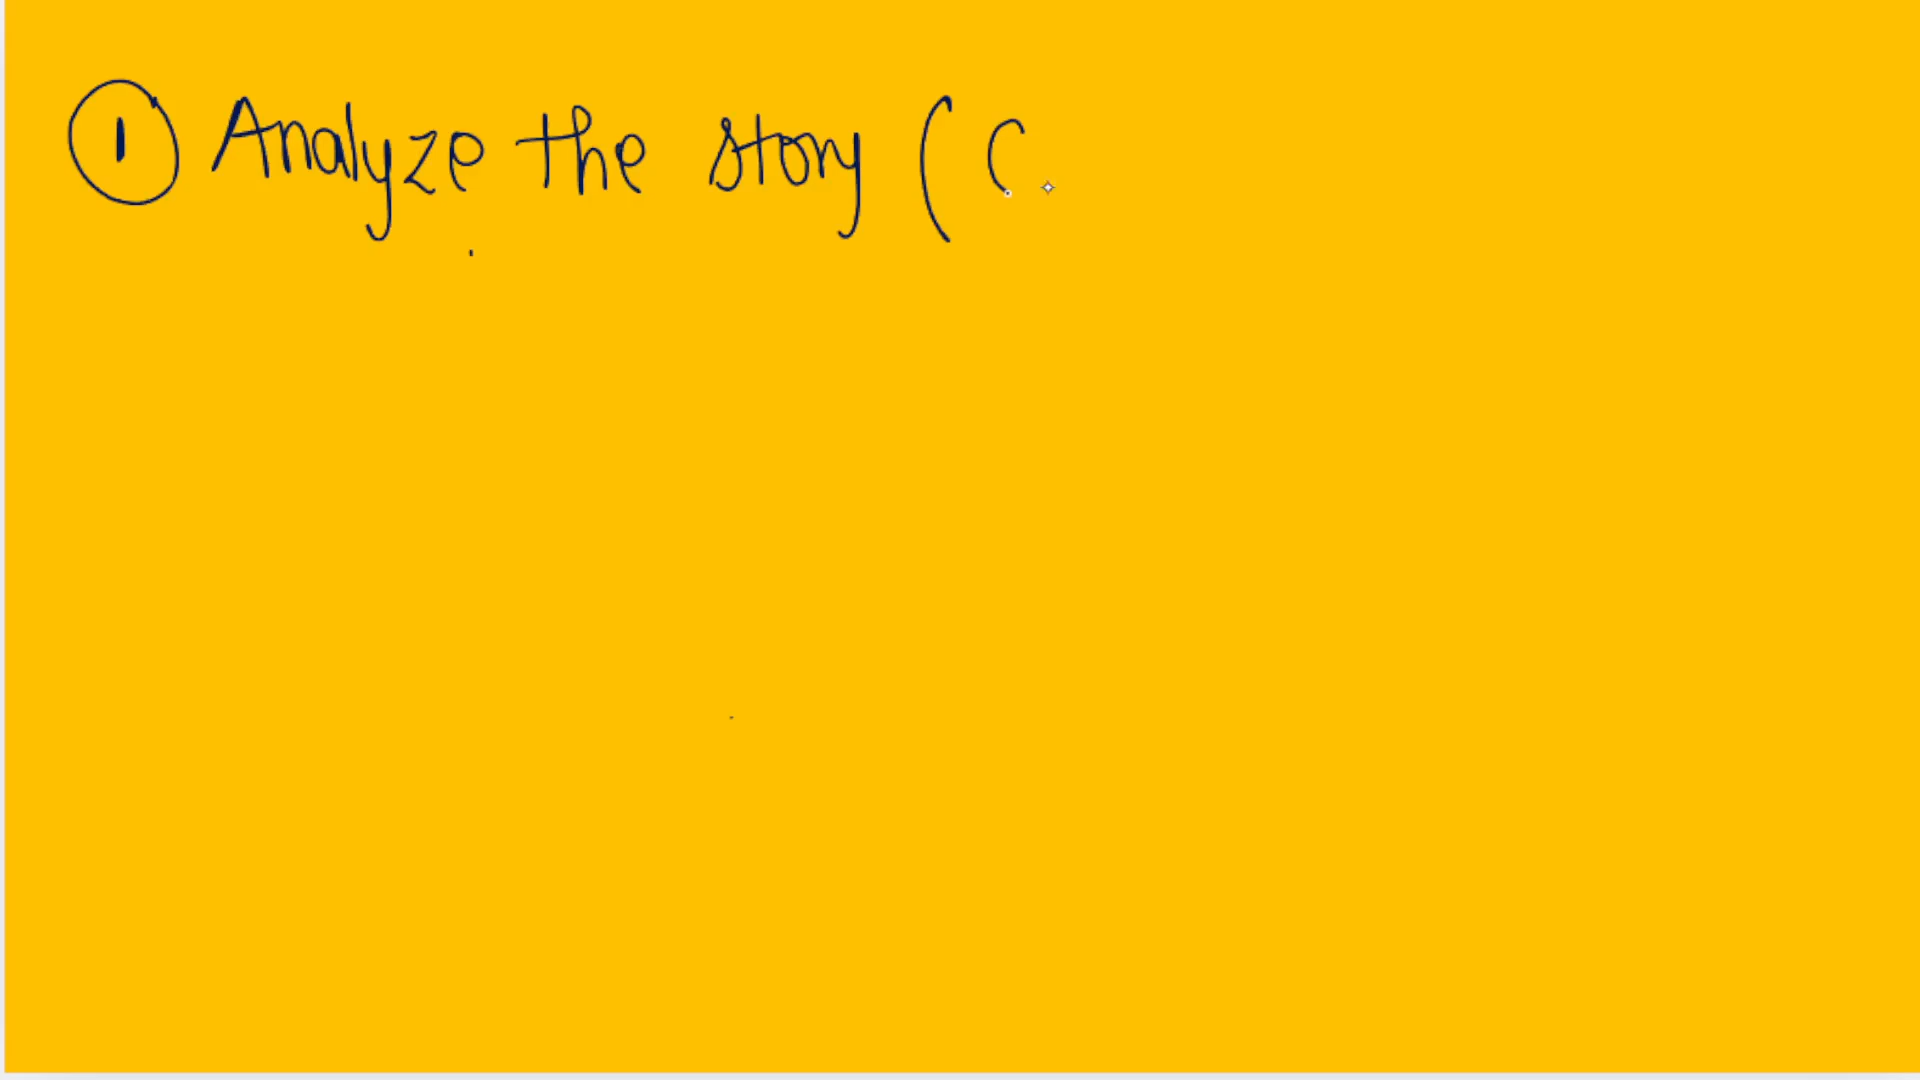 ① Analyze the story ( C